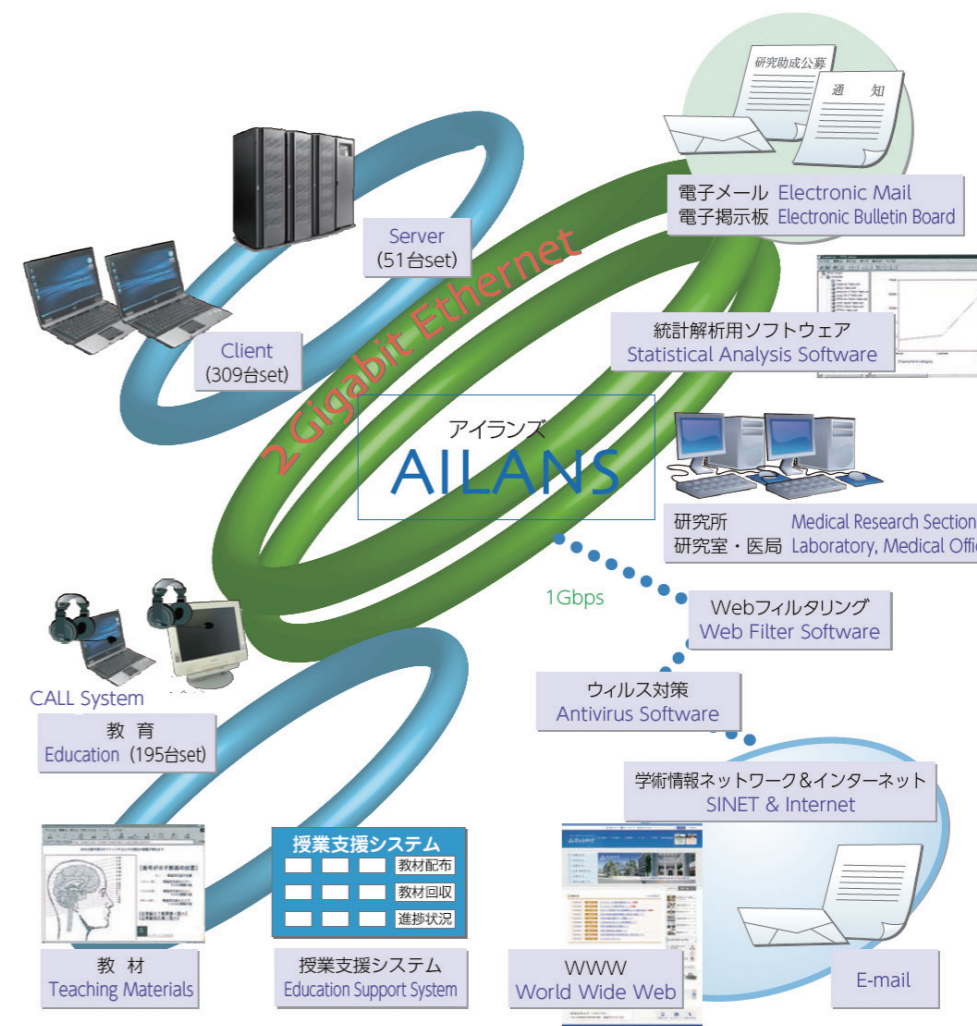 研究助成公募
通 知
電子メール Electronic Mail
電子掲示板 Electronic Bulletin Board
Server
(51台set)
Client
(309台set)
2 Gigabit Ethernet
統計解析用ソフトウェア
Statistical Analysis Software
アイランズ
AILANS
研究所 Medical Research Section
研究室・医局 Laboratory, Medical Offic
1Gbps
Webフィルタリング
Web Filter Software
ウィルス対策
Antivirus Software
CALL System
教 育
Education (195台set)
学術情報ネットワーク＆インターネット
SINET & Internet
授業支援システム
教材配布
教材回収
進捗状況
教 材
Teaching Materials
授業支援システム
Education Support System
WWW
World Wide Web
E-mail